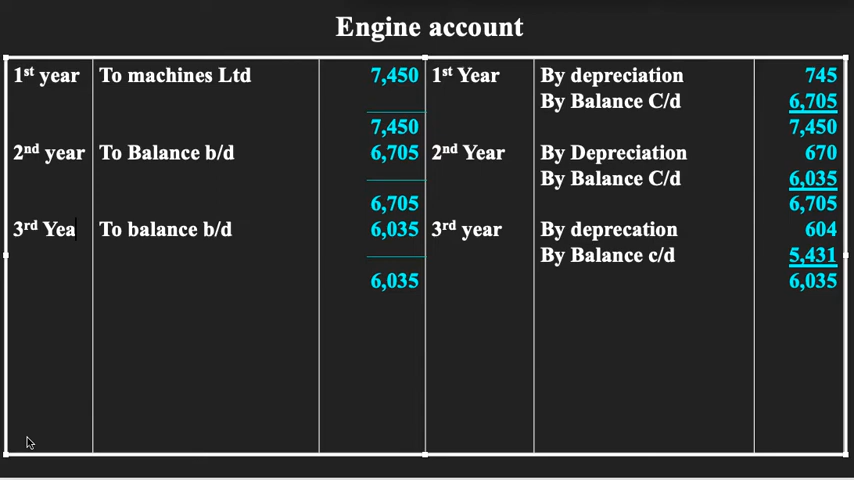 Engine account
1st year To machines Ltd 7,450 1st Year By depreciation 745
By Balance C/d 6,705
7,450 7,450
2nd year To Balance b/d 6,705 2nd Year By Depreciation 670
By Balance C/d 6,035
6,705 6,705
3rd Yea To balance b/d 6,035 3rd year By deprecation 604
By Balance c/d 5,431
6,035 6,035